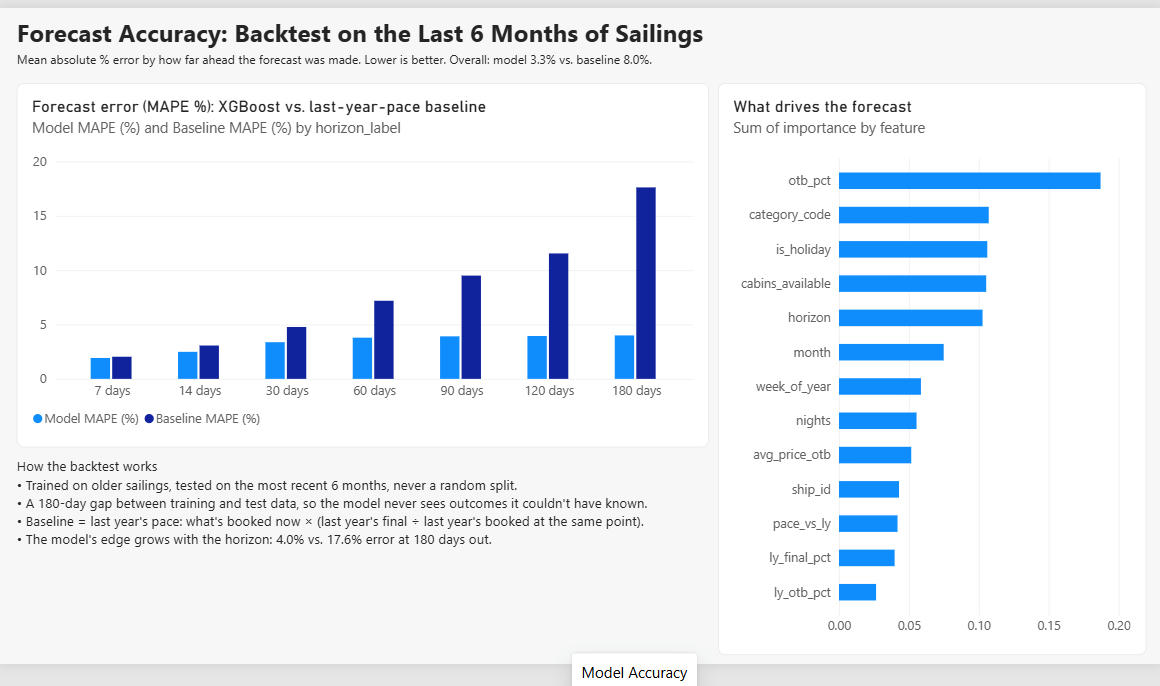 Forecast Accuracy: Backtest on the Last 6 Months of Sailings
Mean absolute % error by how far ahead the forecast was made. Lower is better. Overall: model 3.3% vs. baseline 8.0%.
Forecast error (MAPE %): XGBoost vs. last-year-pace baseline
Model MAPE (%) and Baseline MAPE (%) by horizon_label
20
15
10
5
0
7 days
14 days
30 days
60 days
90 days
120 days
180 days
Model MAPE (%)
Baseline MAPE (%)
How the backtest works
• Trained on older sailings, tested on the most recent 6 months, never a random split.
• A 180-day gap between training and test data, so the model never sees outcomes it couldn't have known.
• Baseline = last year's pace: what's booked now × (last year's final ÷ last year's booked at the same point).
• The model's edge grows with the horizon: 4.0% vs. 17.6% error at 180 days out.
What drives the forecast
Sum of importance by feature
otb_pct
category_code
is_holiday
cabins_available
horizon
month
week_of_year
nights
avg_price_otb
ship_id
pace_vs_ly
ly_final_pct
ly_otb_pct
0.00
0.05
0.10
0.15
0.20
Model Accuracy